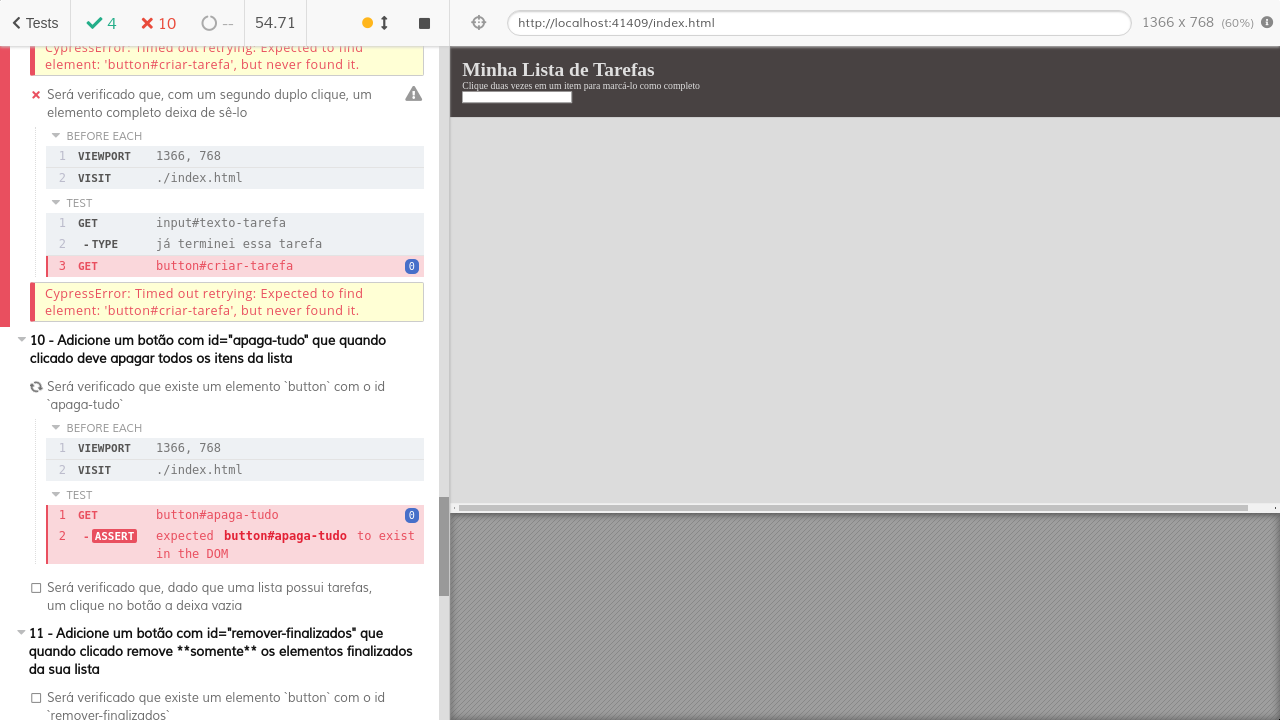 Tests
4
10
--
54.71
http://localhost:41409/index.html
1366 x 768 (60%)
CypressError: Timed out retrying: Expected to find
element: 'button#criar-tarefa', but never found it.
Será verificado que, com um segundo duplo clique, um
elemento completo deixa de sê-lo
BEFORE EACH
1 VIEWPORT 1366, 768
2 VISIT ./index.html
TEST
1 GET input#texto-tarefa
2 -TYPE já terminei essa tarefa
3 GET button#criar-tarefa 0
CypressError: Timed out retrying: Expected to find
element: 'button#criar-tarefa', but never found it.
10 - Adicione um botão com id="apaga-tudo" que quando
clicado deve apagar todos os itens da lista
Será verificado que existe um elemento `button` com o id
`apaga-tudo`
BEFORE EACH
1 VIEWPORT 1366, 768
2 VISIT ./index.html
TEST
1 GET button#apaga-tudo 0
2 -ASSERT expected button#apaga-tudo to exist
in the DOM
Será verificado que, dado que uma lista possui tarefas,
um clique no botão a deixa vazia
11 - Adicione um botão com id="remover-finalizados" que
quando clicado remove **somente** os elementos finalizados
da sua lista
Será verificado que existe um elemento `button` com o id
`remover-finalizados`
Minha Lista de Tarefas
Clique duas vezes em um item para marcá-lo como completo